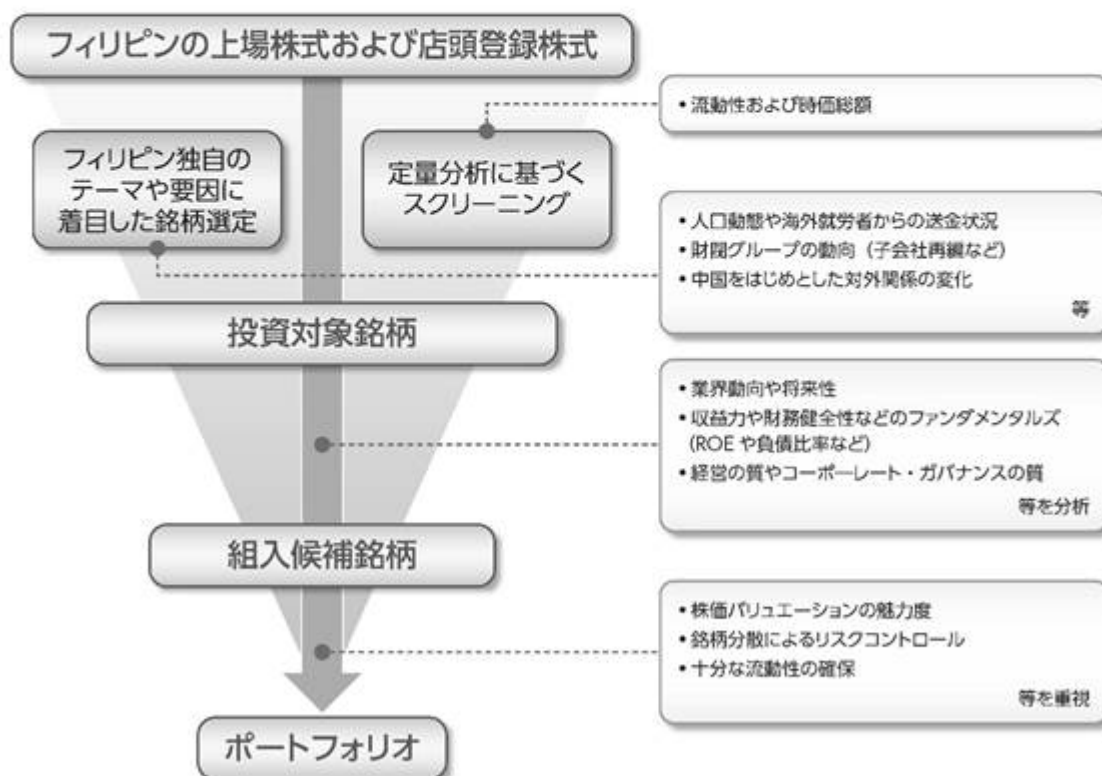 フィリピンの上場株式および店頭登録株式
• 流動性および時価総額
フィリピン独自の
テーマや要因に
着目した銘柄選定
定量分析に基づく
スクリーニング
• 人口動態や海外就労者からの送金状況
• 財閥グループの動向（子会社再編など）
• 中国をはじめとした対外関係の変化
等
投資対象銘柄
• 業界動向や将来性
• 収益力や財務健全性などのファンダメンタルズ
(ROE や負債比率など)
• 経営の質やコーポレート・ガバナンスの質
等を分析
組入候補銘柄
• 株価バリュエーションの魅力度
• 銘柄分散によるリスクコントロール
• 十分な流動性の確保
等を重視
ポートフォリオ